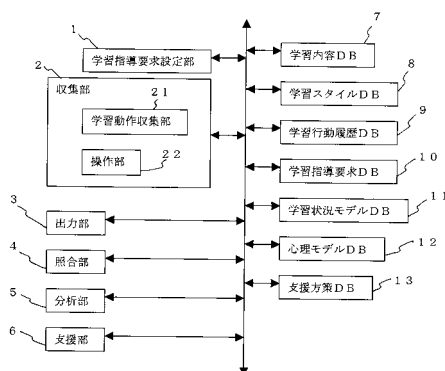 1
学習指導要求設定部
2
収集部
21
学習動作収集部
操作部
22
3
出力部
4
照合部
5
分析部
6
支援部
7
学習内容DB
8
学習スタイルDB
9
学習行動履歴DB
10
学習指導要求DB
11
学習状況モデルDB
12
心理モデルDB
13
支援方策DB